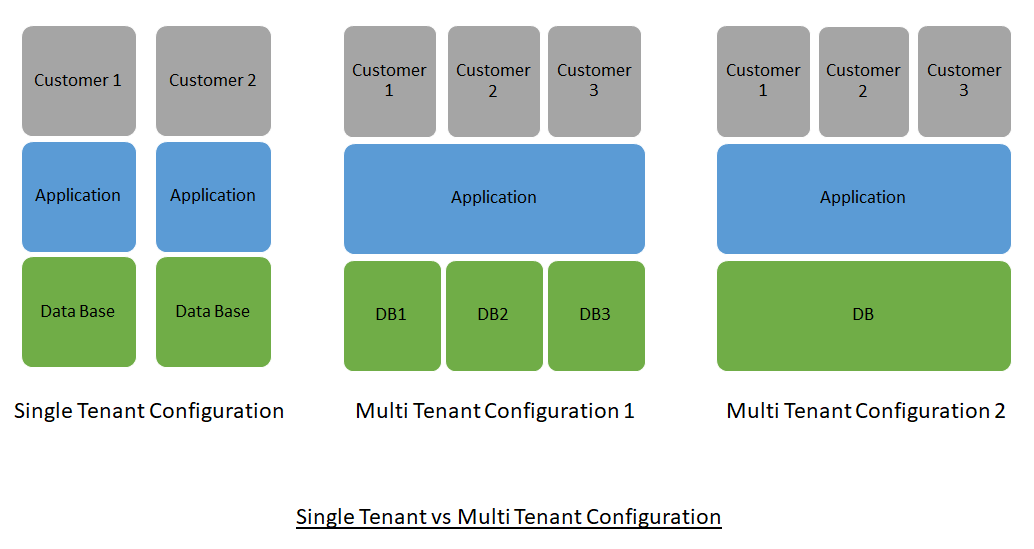 Customer 1
Customer 2
Application
Application
Data Base
Data Base
Single Tenant Configuration
Customer
1
Customer
2
Customer
3
Application
DB1
DB2
DB3
Multi Tenant Configuration 1
Customer
1
Customer
2
Customer
3
Application
DB
Multi Tenant Configuration 2
Single Tenant vs Multi Tenant Configuration